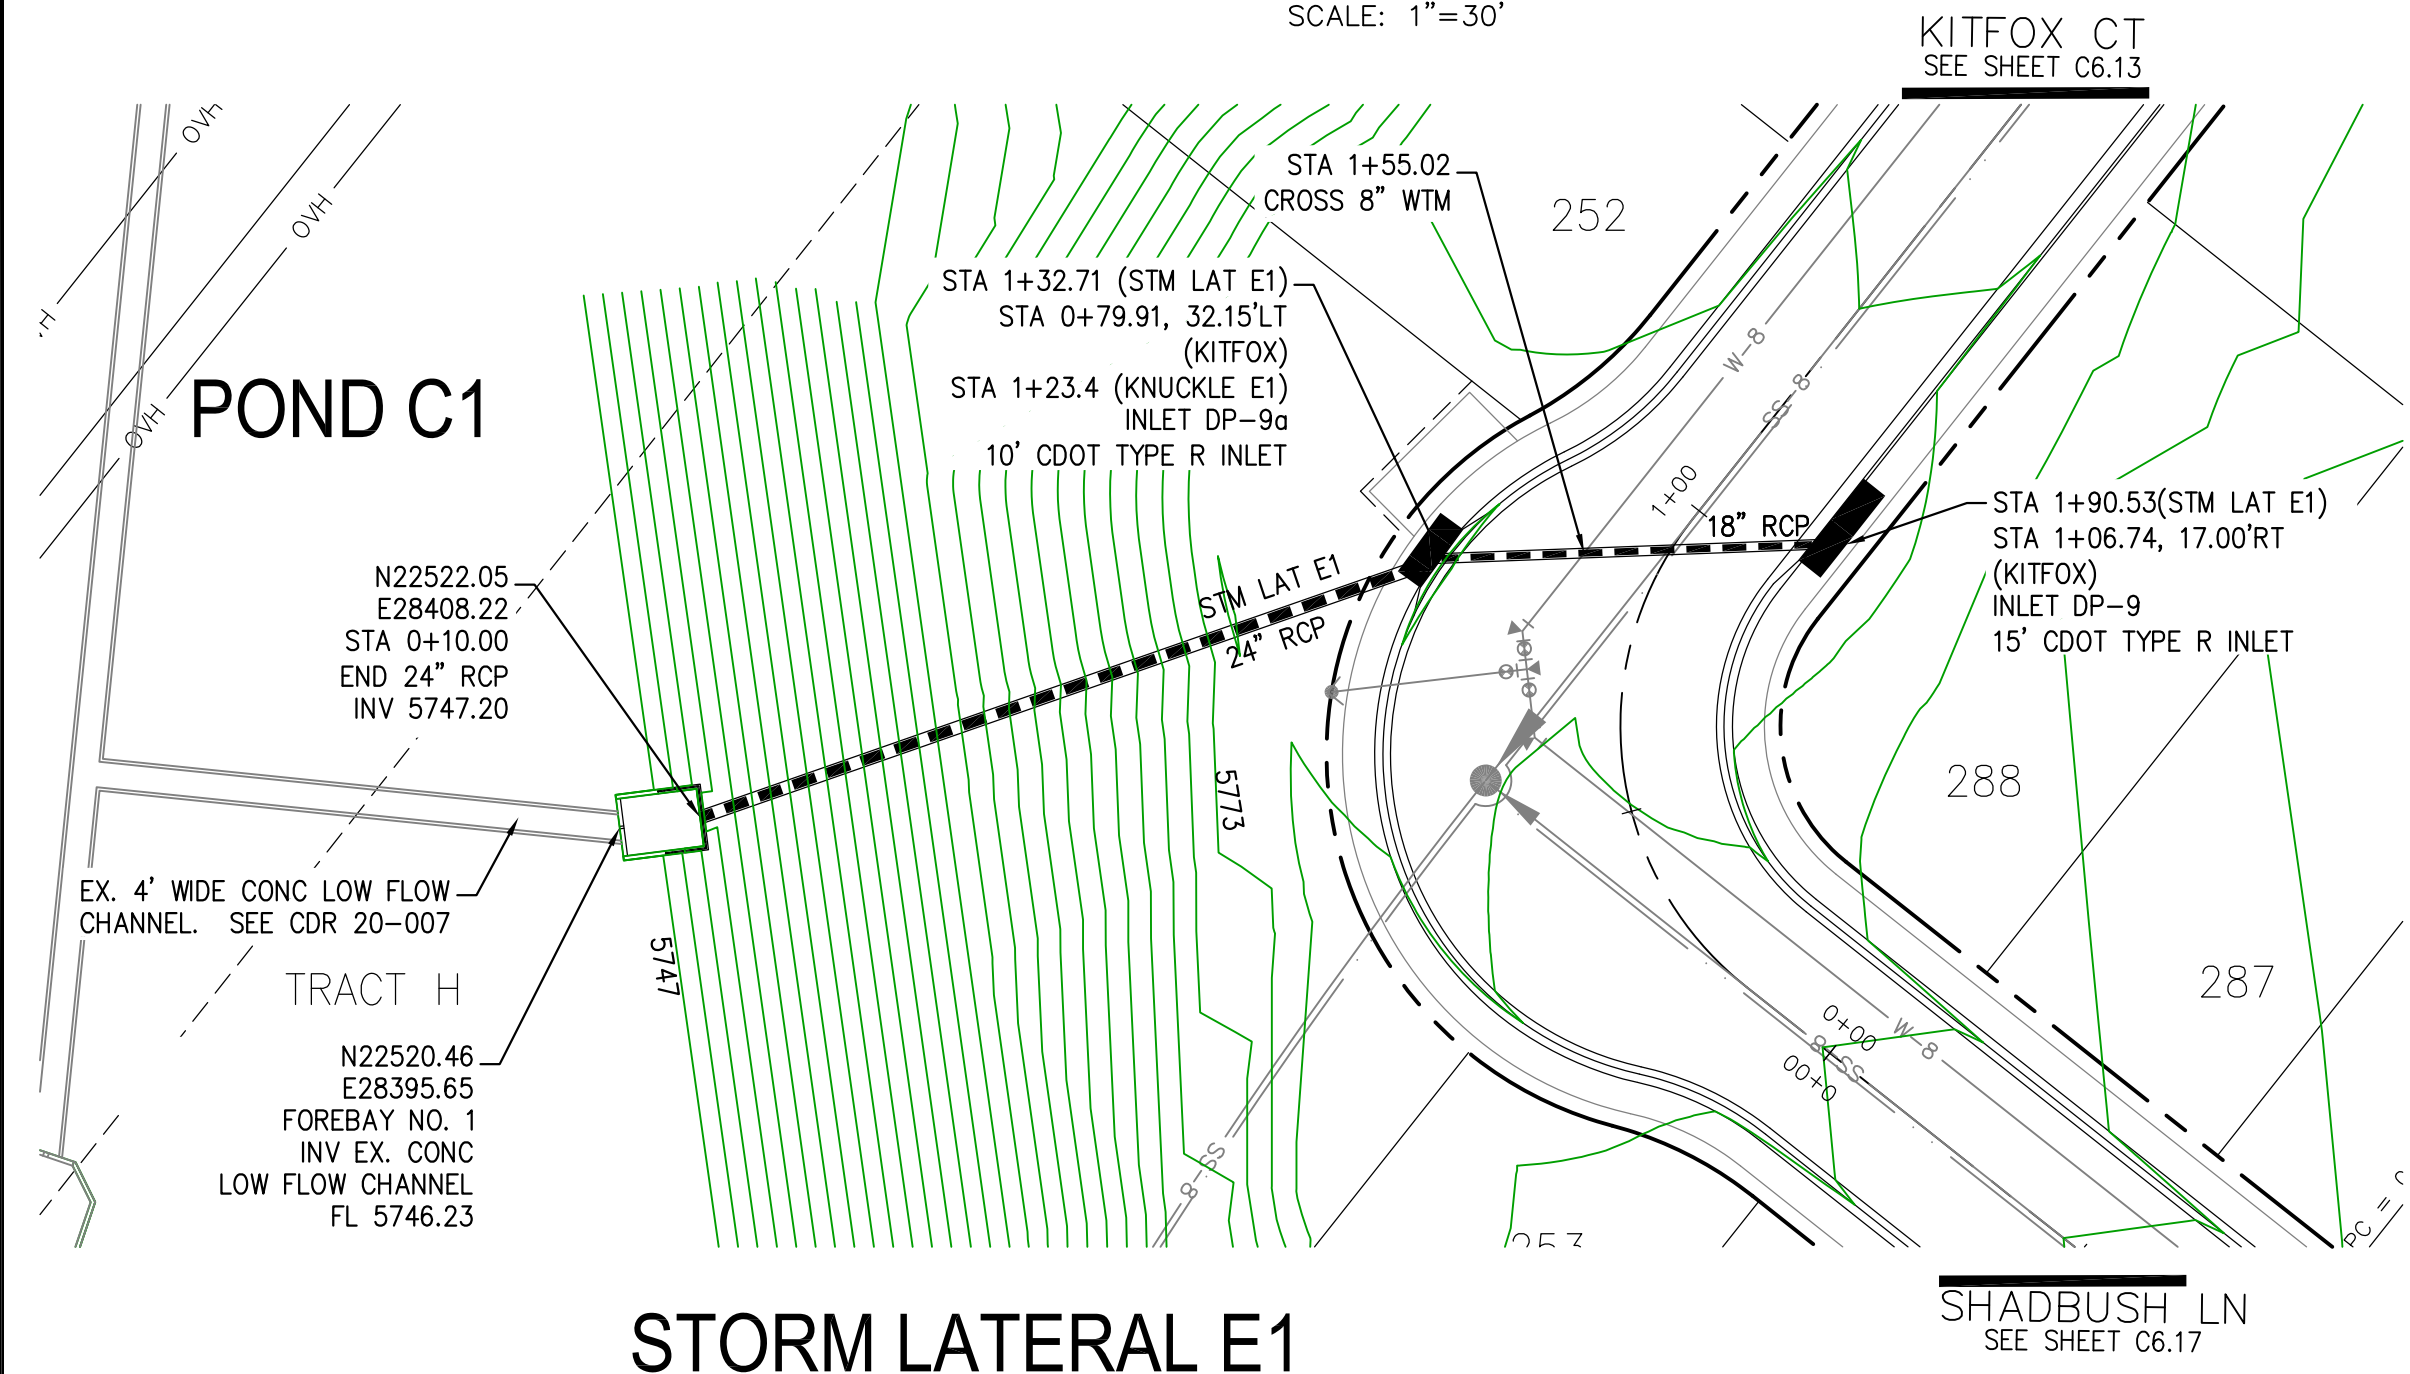 SCALE: 1"=30'
KITFOX CT
SEE SHEET C6.13
OVH
OVH
OVH
H
STA 1+55.02
CROSS 8" WTM
252
STA 1+32.71 (STM LAT E1)
STA 0+79.91, 32.15'LT
(KITFOX)
STA 1+23.4 (KNUCKLE E1)
INLET DP-9a
10' CDOT TYPE R INLET
POND C1
W-8
SS-8
1+00
18" RCP
STA 1+90.53(STM LAT E1)
STA 1+06.74, 17.00'RT
(KITFOX)
INLET DP-9
15' CDOT TYPE R INLET
N22522.05
E28408.22
STA 0+10.00
END 24" RCP
INV 5747.20
STM LAT E1
24" RCP
5773
288
EX. 4' WIDE CONC LOW FLOW
CHANNEL. SEE CDR 20-007
5747
TRACT H
287
N22520.46
E28395.65
FOREBAY NO. 1
INV EX. CONC
LOW FLOW CHANNEL
FL 5746.23
0+00
W-8
8-SS
0+00
8-SS
253
PC =
STORM LATERAL E1
SHADBUSH LN
SEE SHEET C6.17